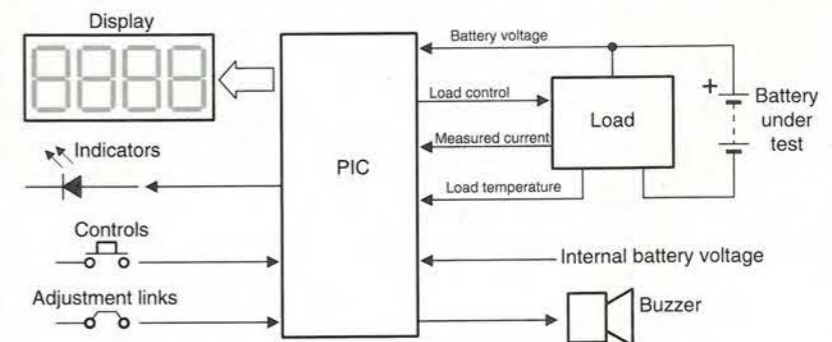 Display
Indicators
Controls
Adjustment links
PIC
Battery voltage
Load control
Measured current
Load temperature
Load
+
Battery
under
test
Internal battery voltage
Buzzer